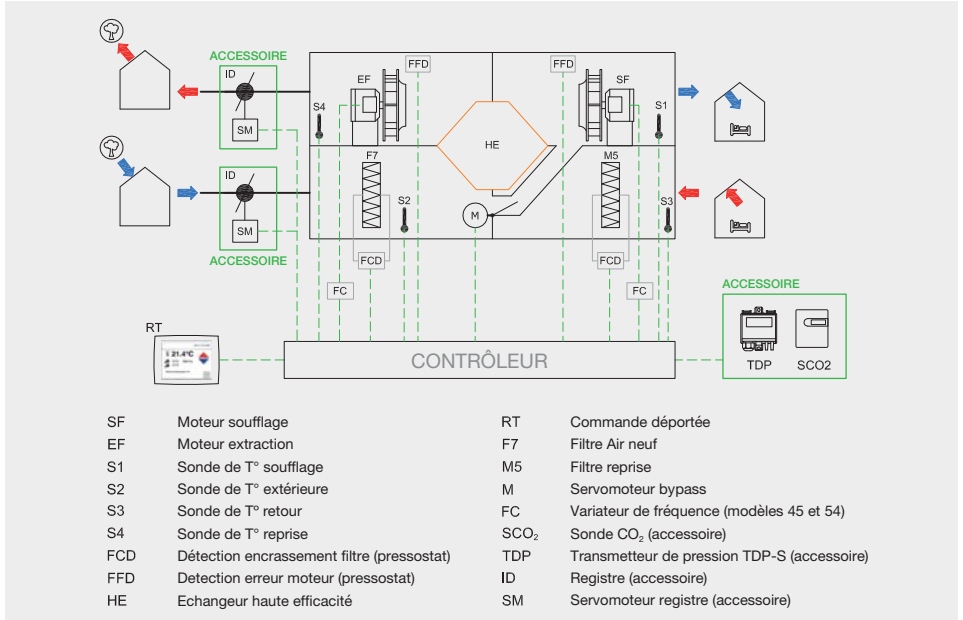 ACCESSOIRE
ID
SM
FFD
FFD
EF
SF
S4
S1
HE
F7
M5
ID
SM
S2
S3
M
ACCESSOIRE
FCD
FCD
FC
FC
ACCESSOIRE
RT
21.4°C
CONTRÔLEUR
TDP
SCO2
SF Moteur soufflage
EF Moteur extraction
S1 Sonde de T° soufflage
S2 Sonde de T° extérieure
S3 Sonde de T° retour
S4 Sonde de T° reprise
FCD Détection encrassement filtre (pressostat)
FFD Detection erreur moteur (pressostat)
HE Echangeur haute efficacité
RT Commande déportée
F7 Filtre Air neuf
M5 Filtre reprise
M Servomoteur bypass
FC Variateur de fréquence (modèles 45 et 54)
SCO₂ Sonde CO₂ (accessoire)
TDP Transmetteur de pression TDP-S (accessoire)
ID Registre (accessoire)
SM Servomoteur registre (accessoire)